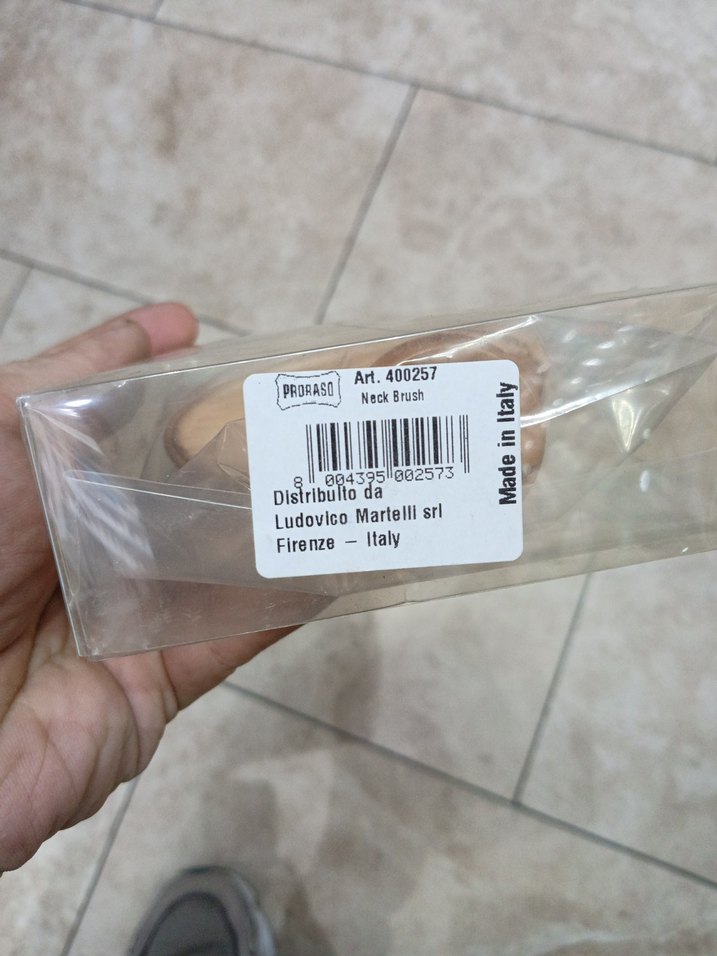 PRORASO
Art. 400257
Neck Brush
8 004395 002573
Distribuito da
Ludovico Martelli srl
Firenze – Italy
Made in Italy